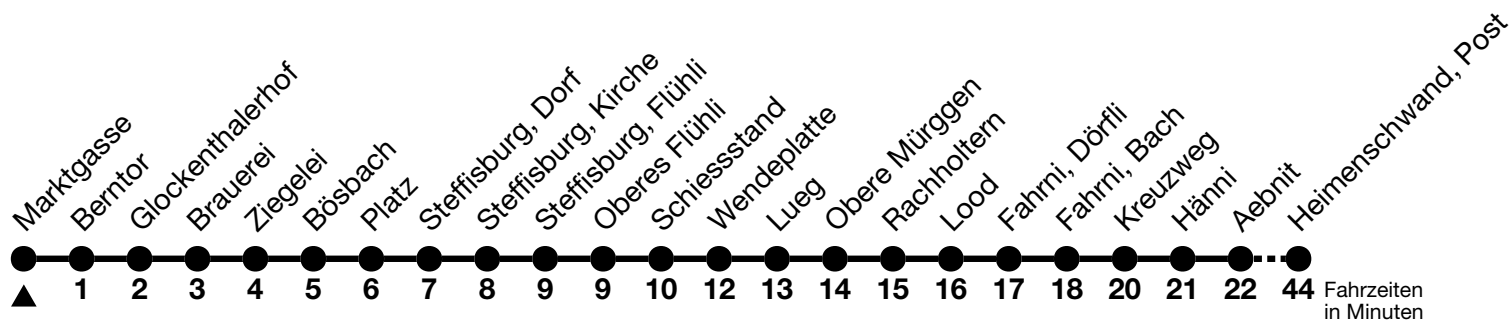 Marktgasse
Berntor
Glockenthalerhof
Brauerei
Ziegelei
Bösbach
Platz
Steffisburg, Dorf
Steffisburg, Kirche
Steffisburg, Flühli
Oberes Flühli
Schiessstand
Wendeplatte
Lueg
Obere Mürggen
Rachholtern
Lood
Fahrni, Dörfli
Fahrni, Bach
Kreuzweg
Hänni
Aebnit
Heimenschwand, Post
1 2 3 4 5 6 7 8 9 9 10 12 13 14 15 16 17 18 20 21 22 44 Fahrzeiten
in Minuten